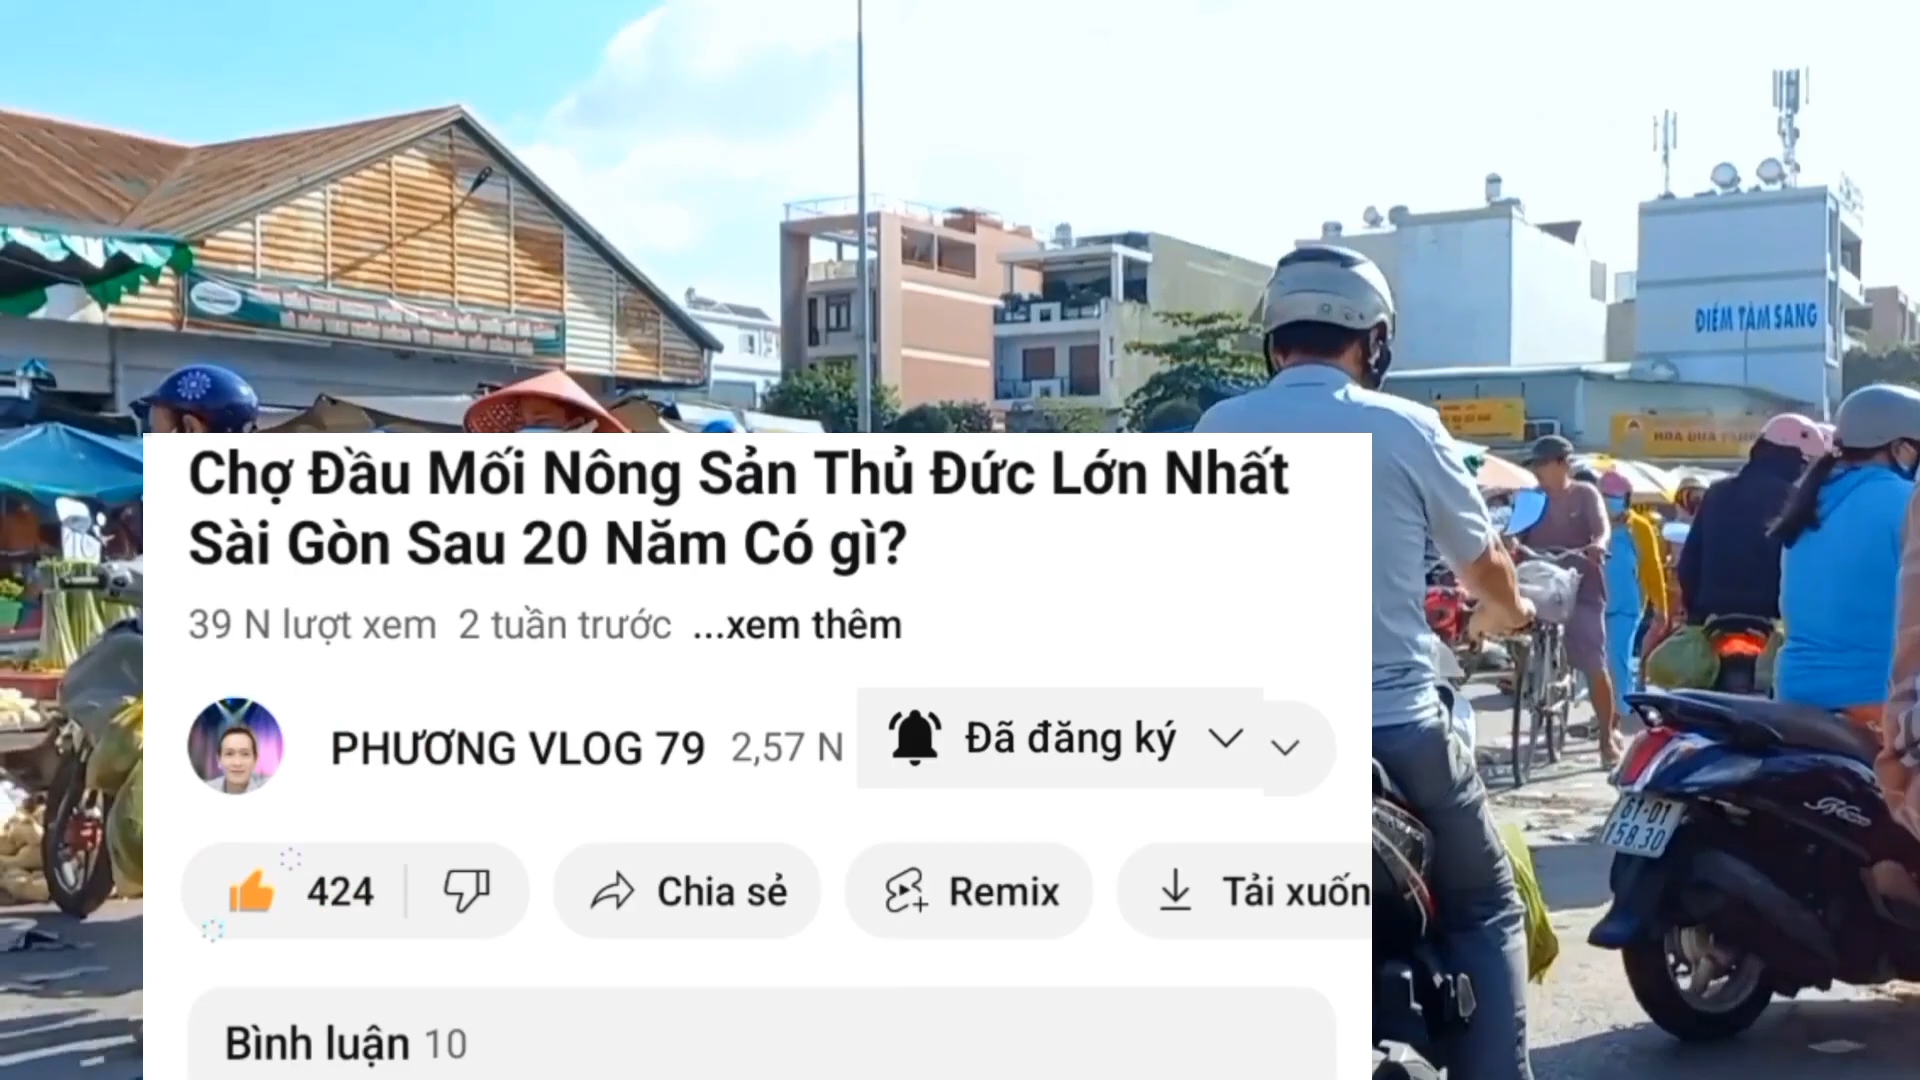 ĐIỂM TÂM SANG
Chợ Đầu Mối Nông Sản Thủ Đức Lớn Nhất
Sài Gòn Sau 20 Năm Có gì?
39 N lượt xem 2 tuần trước ...xem thêm
PHƯƠNG VLOG 79 2,57 N Đã đăng ký
424 Chia sẻ Remix Tải xuốn
61-01
158.30
Bình luận 10